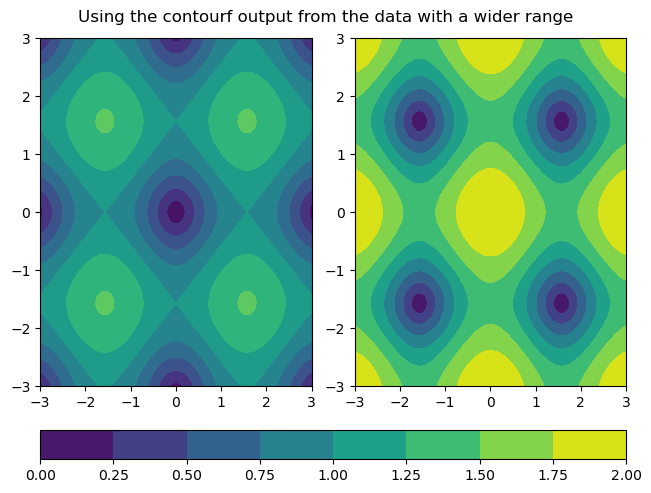 Using the contourf output from the data with a wider range
3 3
2 2
1 1
0 0
−1 −1
−2 −2
−3 −3
−3 −2 −1 0 1 2 3 −3 −2 −1 0 1 2 3
0.00 0.25 0.50 0.75 1.00 1.25 1.50 1.75 2.00